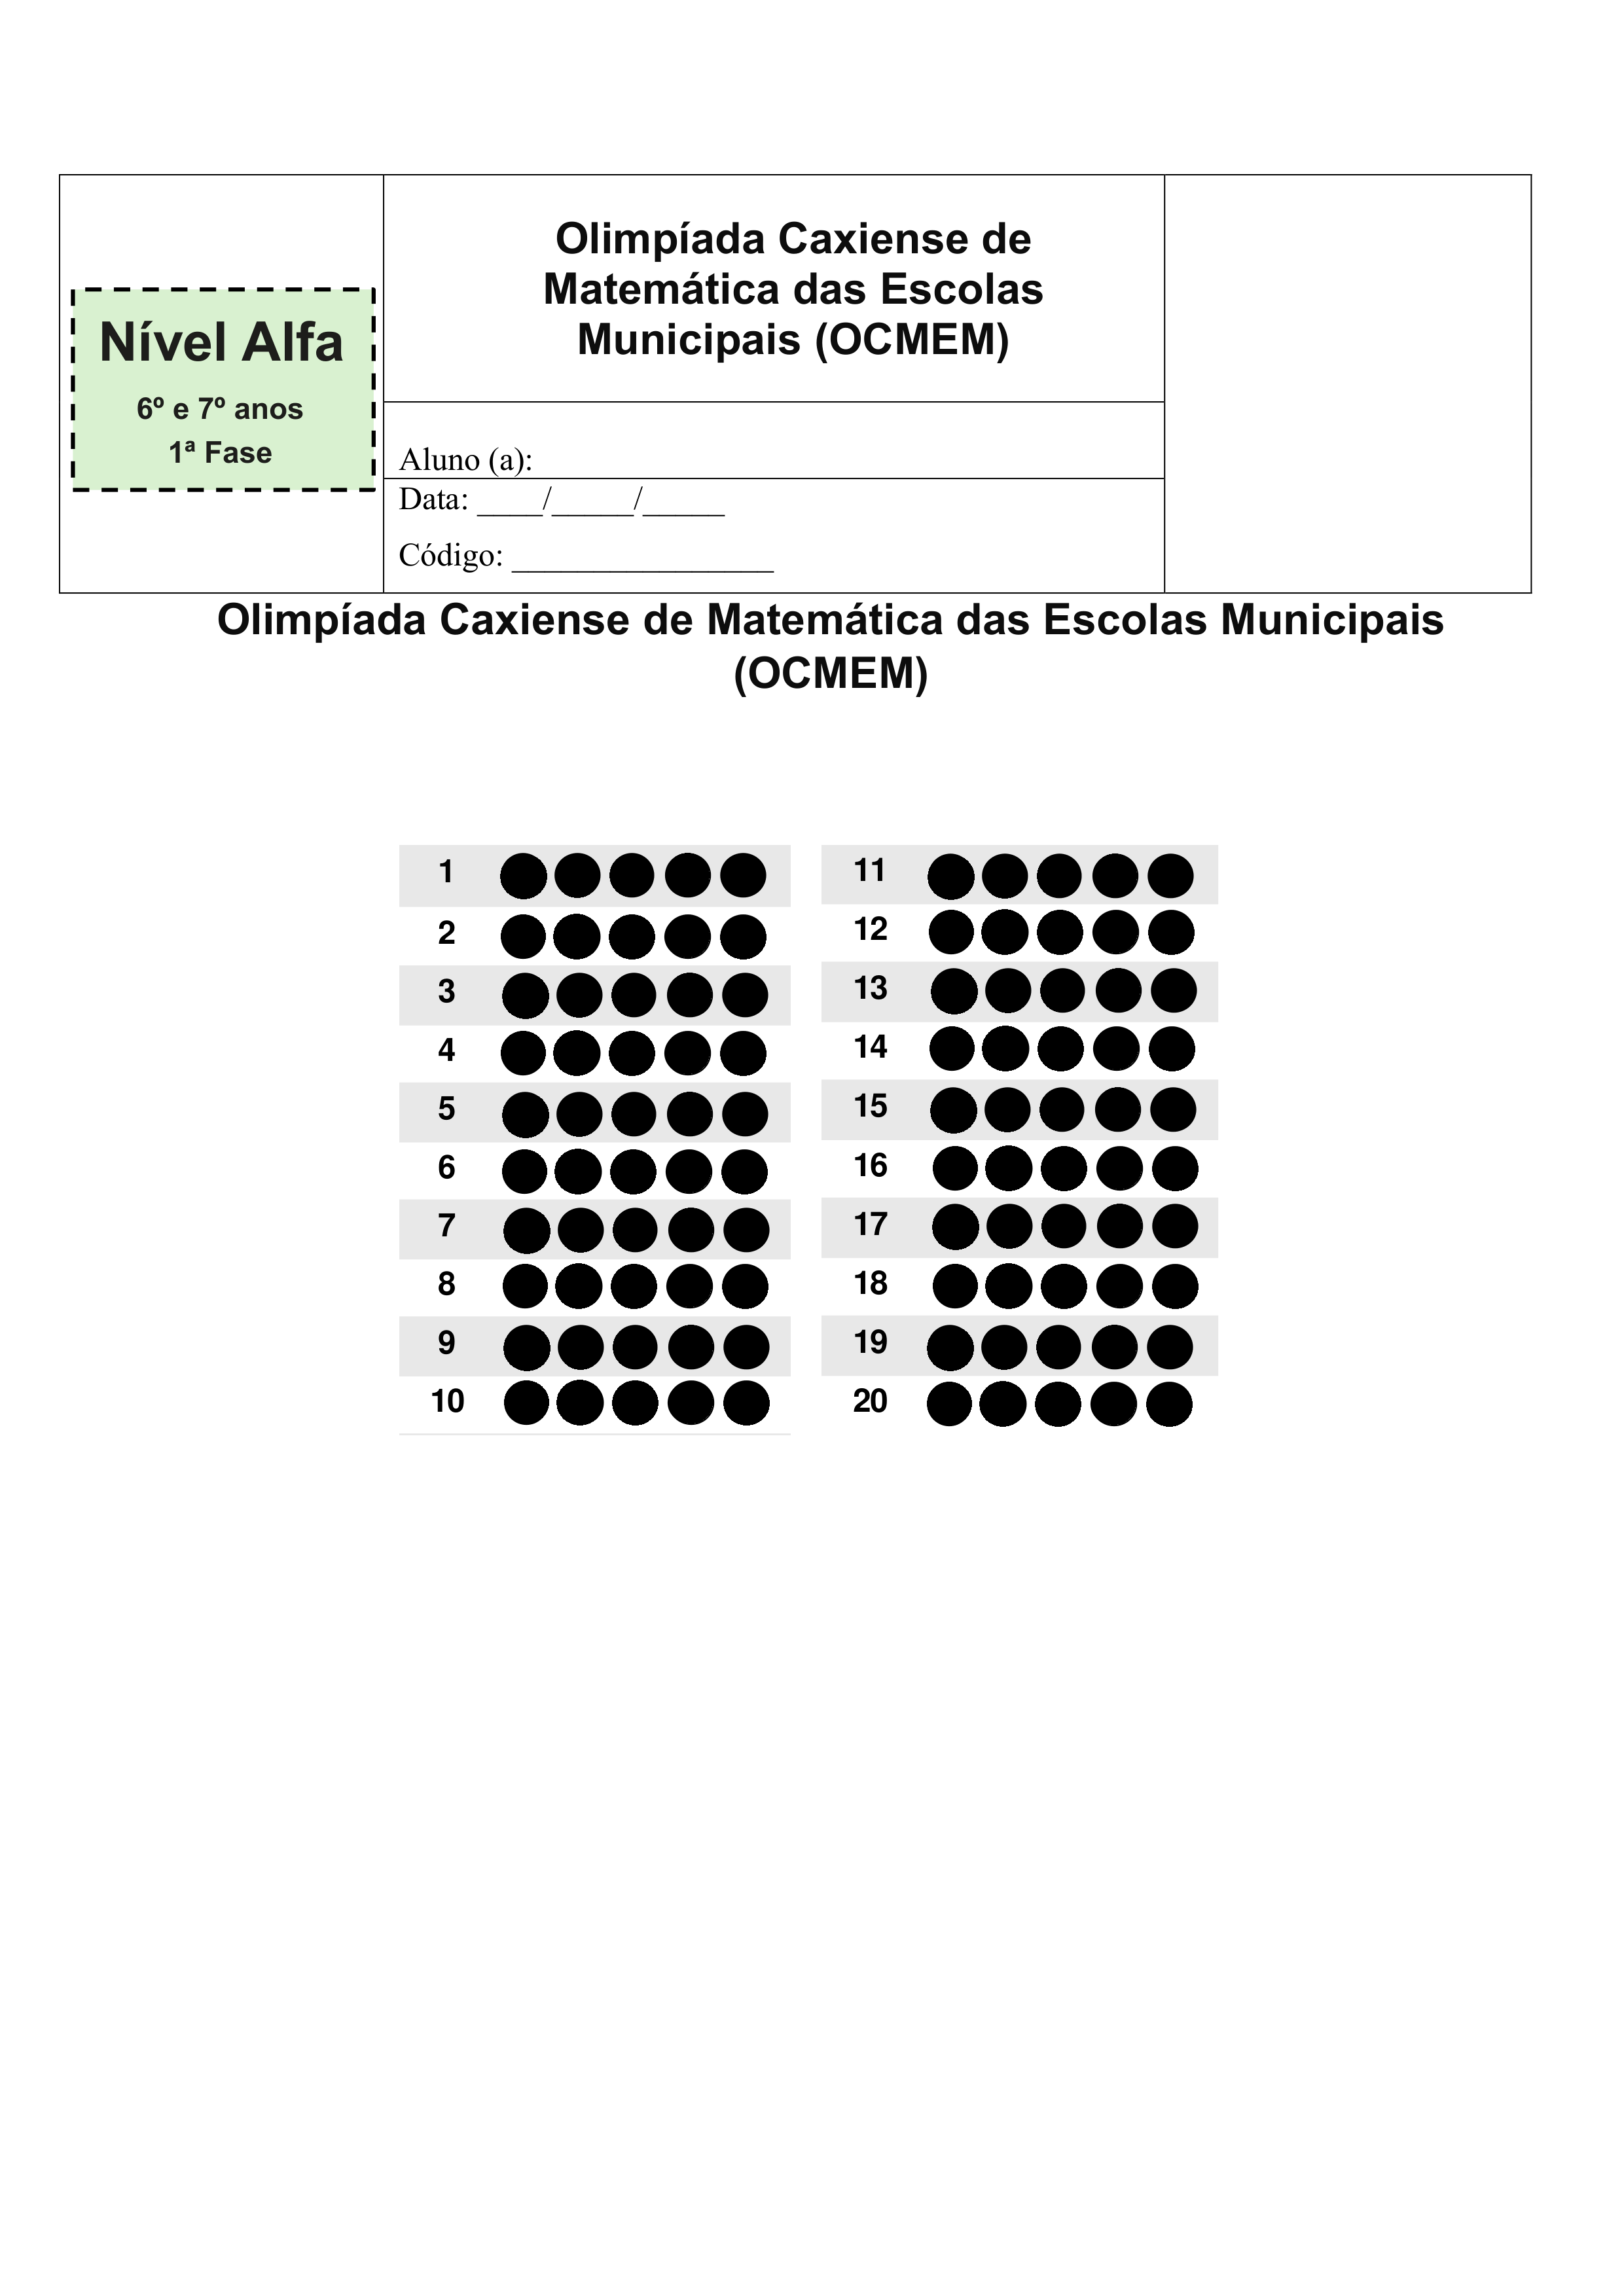 Nível Alfa
6º e 7º anos
1ª Fase
Olimpíada Caxiense de
Matemática das Escolas
Municipais (OCMEM)
Aluno (a):
Data: ____/_____/_____
Código: ________________
Olimpíada Caxiense de Matemática das Escolas Municipais
(OCMEM)
1
2
3
4
5
6
7
8
9
10
11
12
13
14
15
16
17
18
19
20